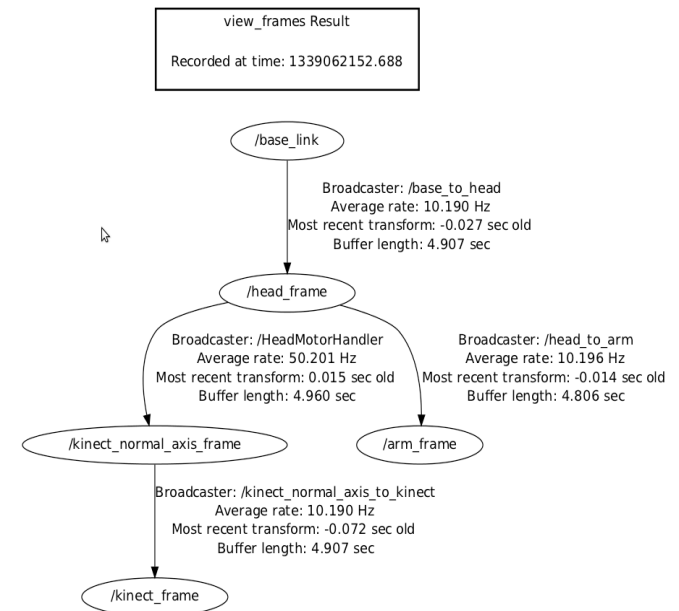 view_frames Result
Recorded at time: 1339062152.688
/base_link
Broadcaster: /base_to_head
Average rate: 10.190 Hz
Most recent transform: -0.027 sec old
Buffer length: 4.907 sec
/head_frame
Broadcaster: /HeadMotorHandler
Average rate: 50.201 Hz
Most recent transform: 0.015 sec old
Buffer length: 4.960 sec
Broadcaster: /head_to_arm
Average rate: 10.196 Hz
Most recent transform: -0.014 sec old
Buffer length: 4.806 sec
/kinect_normal_axis_frame
/arm_frame
Broadcaster: /kinect_normal_axis_to_kinect
Average rate: 10.190 Hz
Most recent transform: -0.072 sec old
Buffer length: 4.907 sec
/kinect_frame